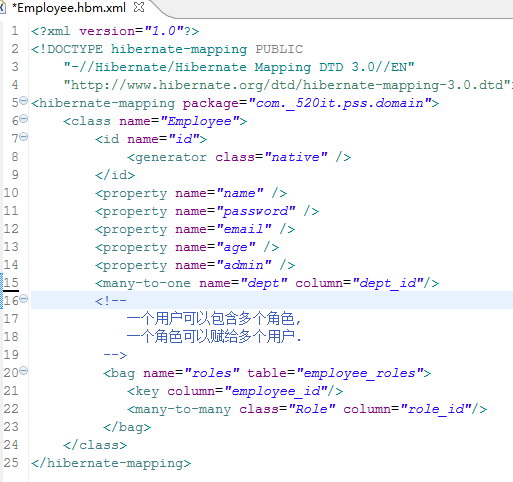 *Employee.hbm.xml
1 <?xml version="1.0"?>
2 <!DOCTYPE hibernate-mapping PUBLIC
3 "-//Hibernate/Hibernate Mapping DTD 3.0//EN"
4 "http://www.hibernate.org/dtd/hibernate-mapping-3.0.dtd"
5 <hibernate-mapping package="com._520it.pss.domain">
6 <class name="Employee">
7 <id name="id">
8 <generator class="native" />
9 </id>
10 <property name="name" />
11 <property name="password" />
12 <property name="email" />
13 <property name="age" />
14 <property name="admin" />
15 <many-to-one name="dept" column="dept_id"/>
16 <!--
17 一个用户可以包含多个角色,
18 一个角色可以赋给多个用户.
19 -->
20 <bag name="roles" table="employee_roles">
21 <key column="employee_id"/>
22 <many-to-many class="Role" column="role_id"/>
23 </bag>
24 </class>
25 </hibernate-mapping>